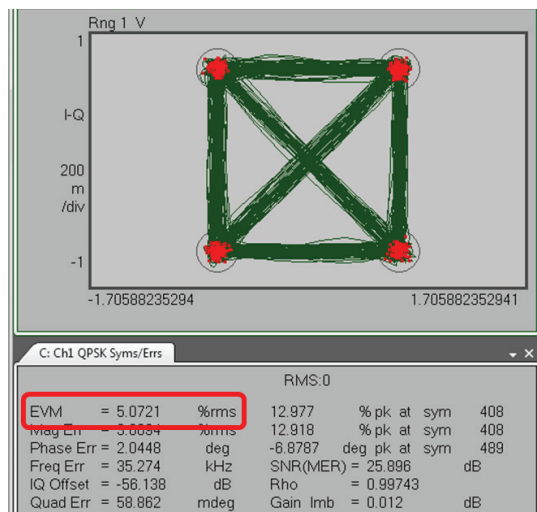 Rng 1 V
1
I-Q
200
m
/div
-1
-1.70588235294 1.705882352941
C: Ch1 QPSK Syms/Errs
RMS:0
EVM = 5.0721 %rms 12.977 % pk at sym 408
Mag Err = %rms 12.918 % pk at sym 408
Phase Err = 2.0448 deg -6.8787 deg pk at sym 489
Freq Err = 35.274 kHz SNR(MER) = 25.896 dB
IQ Offset = -56.138 dB Rho = 0.99743
Quad Err = 58.862 mdeg Gain Imb = 0.012 dB